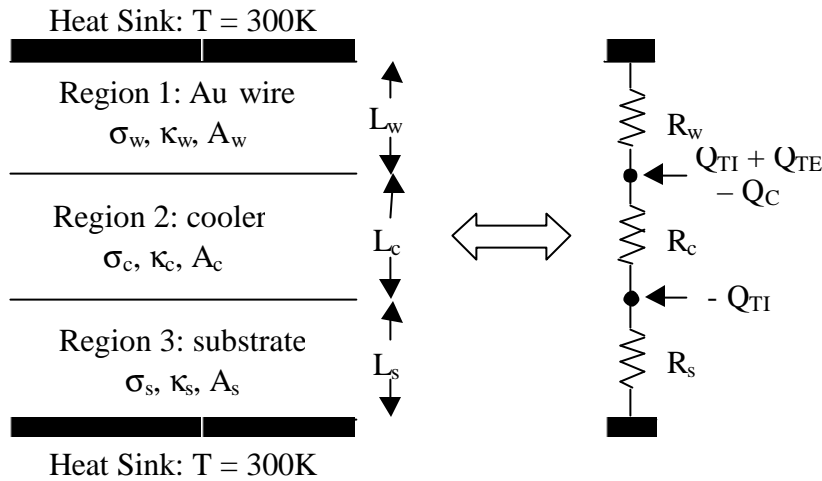 Heat Sink: T = 300K
Region 1: Au wire
σw, κw, Aw
Lw
Region 2: cooler
σc, κc, Ac
Lc
Region 3: substrate
σs, κs, As
Ls
Heat Sink: T = 300K
Rw
QTI + QTE
– QC
Rc
- QTI
Rs